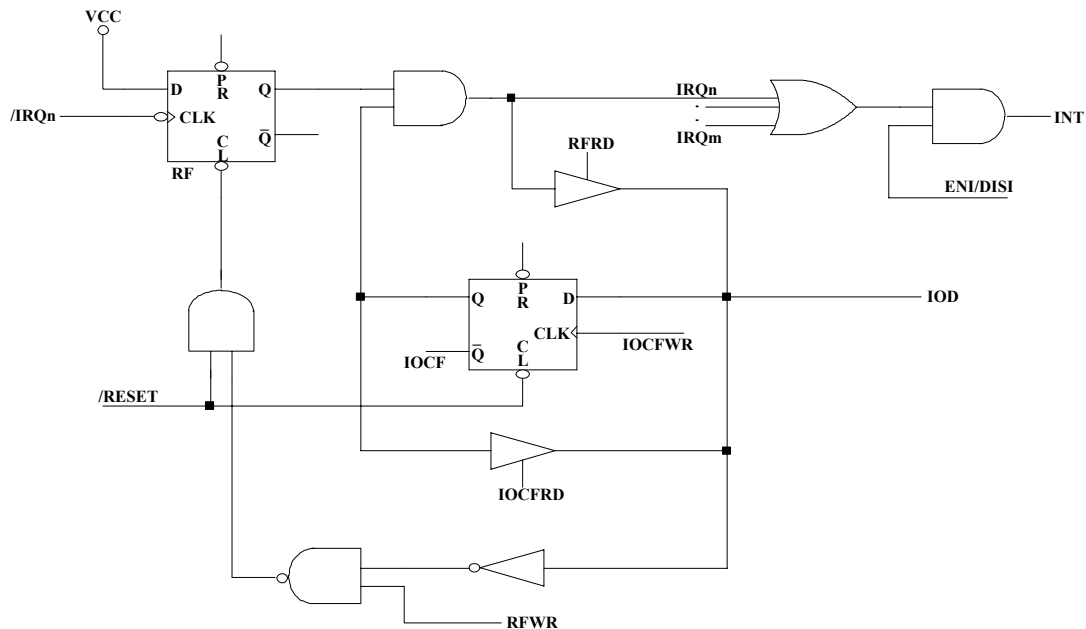 VCC
D
P
R
Q
/IRQn
CLK
C
L
Q̅
RF
IRQn
:
IRQm
INT
RFRD
ENI/DISI
Q
P
R
D
IOD
CLK
IOCFWR
IOCF
Q̅
C
L
/RESET
IOCFRD
RFWR